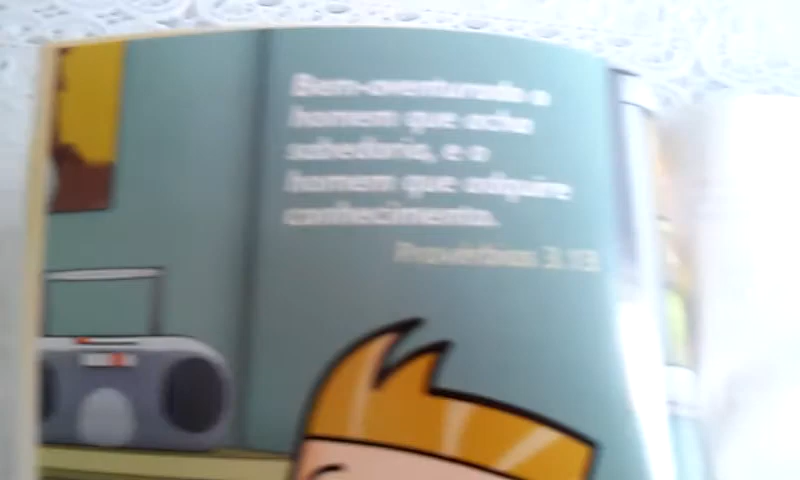 Bem-aventurado o
homem que acha
sabedoria, e o
homem que adquire
conhecimento.
Provérbios 3.13